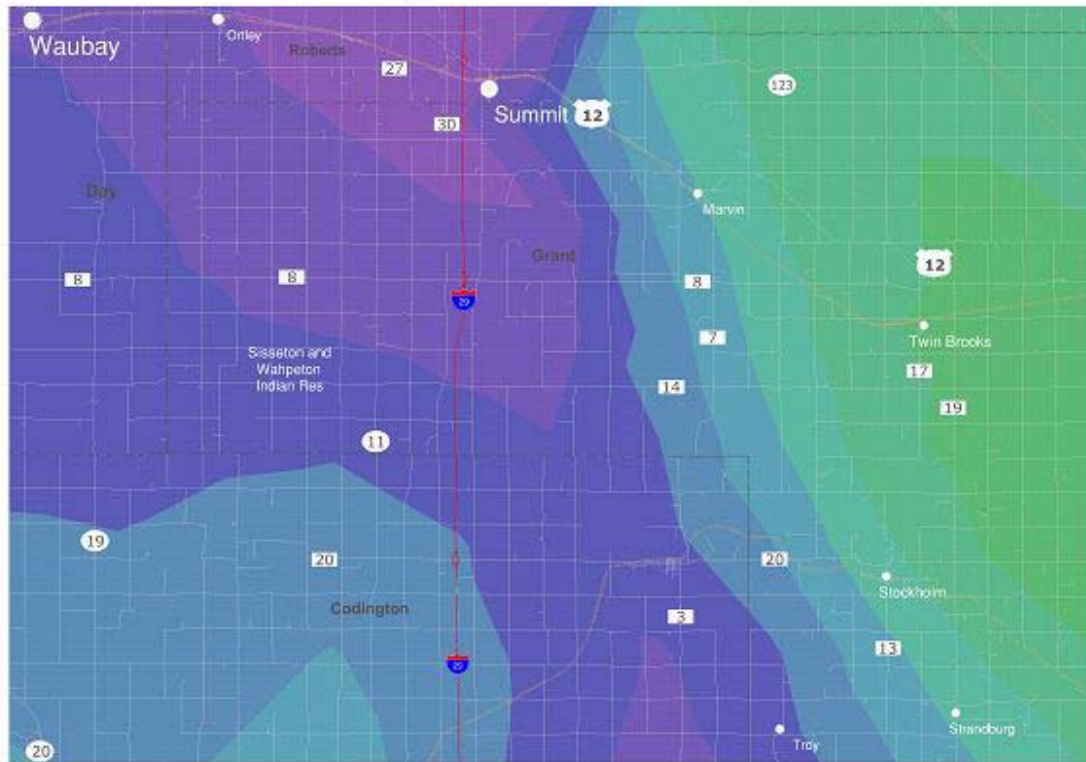 Waubay
Ortley
Roberts
27
123
30
Summit
12
Day
Marvin
Grant
12
8
8
8
29
7
Twin Brooks
Sisseton and
Wahpeton
Indian Res
17
14
19
11
19
20
20
Stockholm
Codington
3
13
29
Strandburg
Troy
20